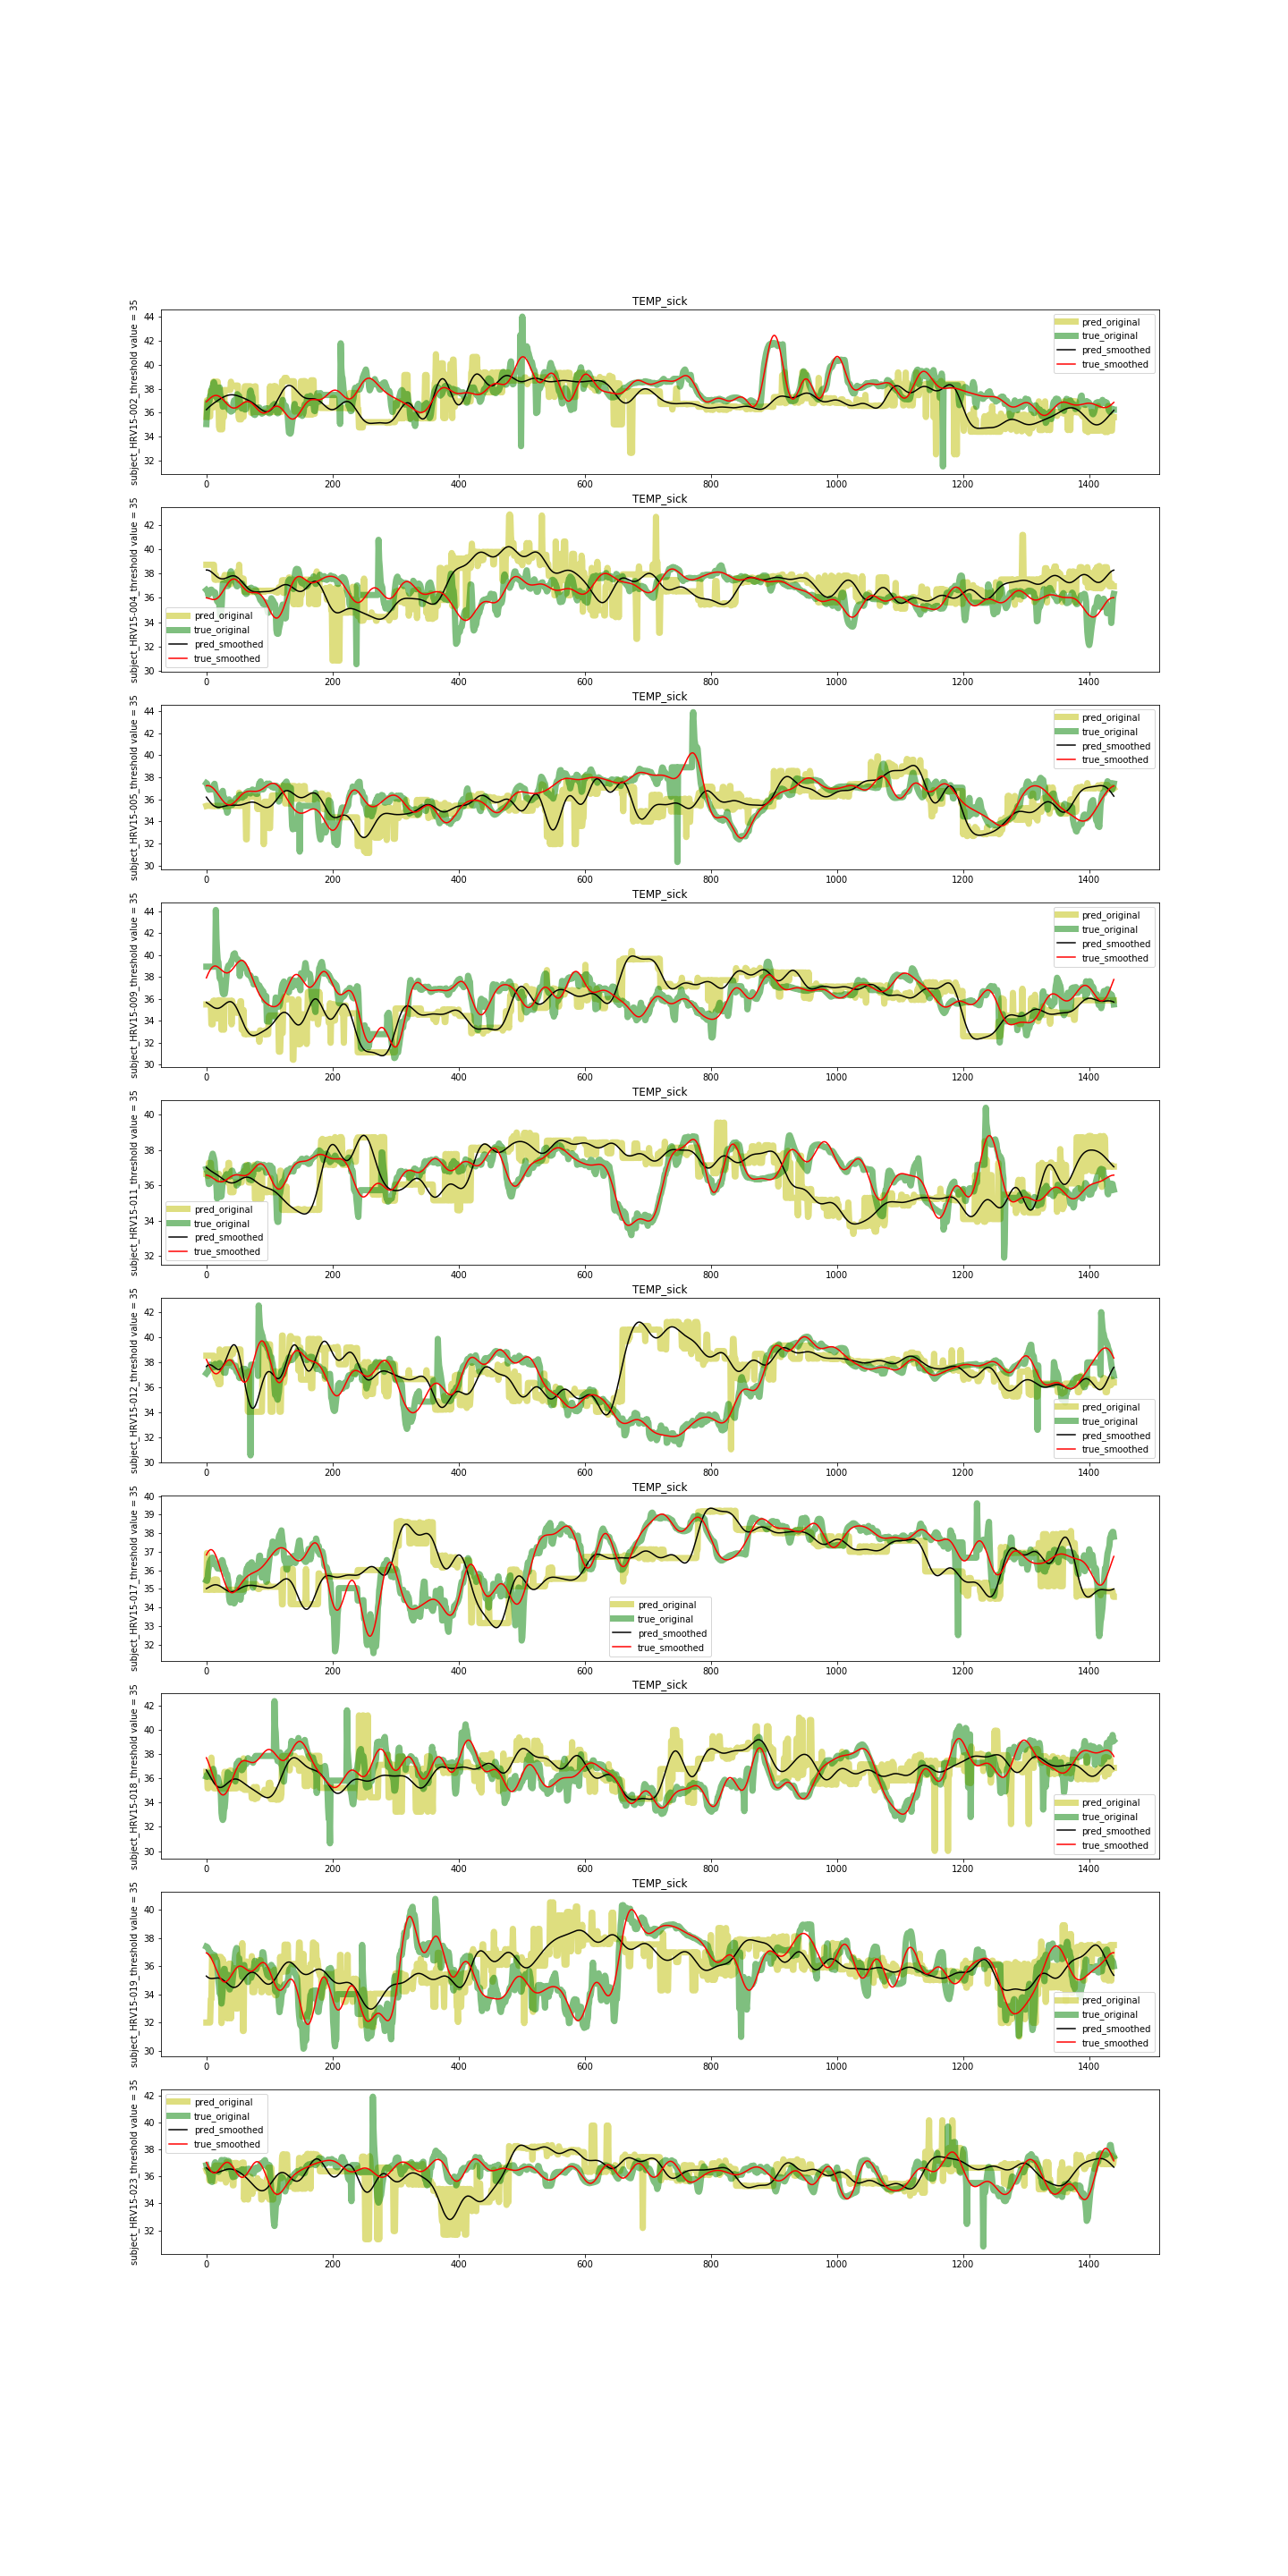 TEMP_sick
subject_HRV15-002_threshold value = 35
44
42
40
38
36
34
32
pred_original
true_original
pred_smoothed
true_smoothed
0 200 400 600 800 1000 1200 1400
TEMP_sick
subject_HRV15-004_threshold value = 35
42
40
38
36
34
32
30
pred_original
true_original
pred_smoothed
true_smoothed
0 200 400 600 800 1000 1200 1400
TEMP_sick
subject_HRV15-005_threshold value = 35
44
42
40
38
36
34
32
30
pred_original
true_original
pred_smoothed
true_smoothed
0 200 400 600 800 1000 1200 1400
TEMP_sick
subject_HRV15-009_threshold value = 35
44
42
40
38
36
34
32
30
pred_original
true_original
pred_smoothed
true_smoothed
0 200 400 600 800 1000 1200 1400
TEMP_sick
subject_HRV15-011_threshold value = 35
40
38
36
34
32
pred_original
true_original
pred_smoothed
true_smoothed
0 200 400 600 800 1000 1200 1400
TEMP_sick
subject_HRV15-012_threshold value = 35
42
40
38
36
34
32
30
pred_original
true_original
pred_smoothed
true_smoothed
0 200 400 600 800 1000 1200 1400
TEMP_sick
subject_HRV15-017_threshold value = 35
40
39
38
37
36
35
34
33
32
pred_original
true_original
pred_smoothed
true_smoothed
0 200 400 600 800 1000 1200 1400
TEMP_sick
subject_HRV15-018_threshold value = 35
42
40
38
36
34
32
30
pred_original
true_original
pred_smoothed
true_smoothed
0 200 400 600 800 1000 1200 1400
TEMP_sick
subject_HRV15-019_threshold value = 35
40
38
36
34
32
30
pred_original
true_original
pred_smoothed
true_smoothed
0 200 400 600 800 1000 1200 1400
subject_HRV15-023_threshold value = 35
42
40
38
36
34
32
pred_original
true_original
pred_smoothed
true_smoothed
0 200 400 600 800 1000 1200 1400